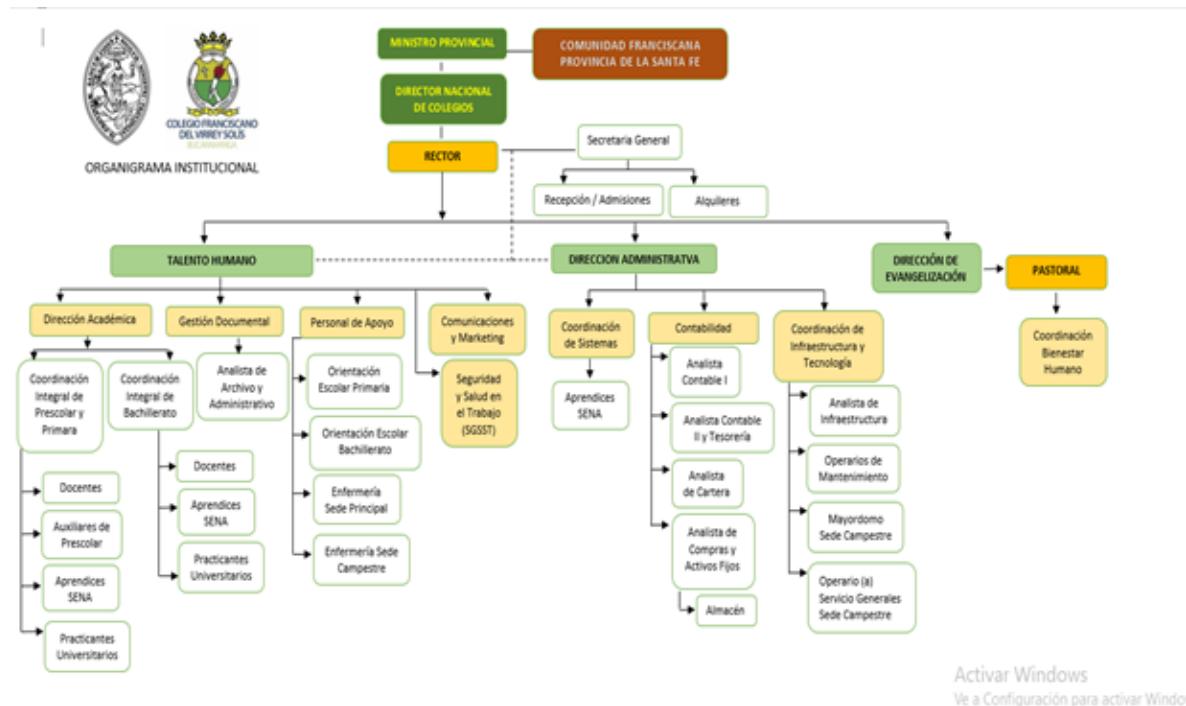 MINISTRO PROVINCIAL
COMUNIDAD FRANCISCANA
PROVINCIA DE LA SANTA FE
DIRECTOR NACIONAL
DE COLEGIOS
COLEGIO FRANCISCANO
DEL VIRREY SOLÍS
BUCARAMANGA
ORGANIGRAMA INSTITUCIONAL
RECTOR
Secretaria General
Recepción / Admisiones
Alquileres
TALENTO HUMANO
DIRECCION ADMINISTRATVA
DIRECCIÓN DE
EVANGELIZACIÓN
PASTORAL
Dirección Académica
Gestión Documental
Personal de Apoyo
Comunicaciones
y Marketing
Coordinación
de Sistemas
Contabilidad
Coordinación de
Infraestructura y
Tecnología
Coordinación
Bienestar
Humano
Coordinación
Integral de
Prescolar y
Primara
Coordinación
Integral de
Bachillerato
Analista de
Archivo y
Administrativo
Orientación
Escolar Primaria
Seguridad
y Salud en
el Trabajo
(SGSST)
Aprendices
SENA
Analista
Contable I
Analista Contable
II y Tesorería
Analista
de Cartera
Analista de
Compras y
Activos Fijos
Almacén
Analista de
Infraestructura
Operarios de
Mantenimiento
Mayordomo
Sede Campestre
Operario (a)
Servicio Generales
Sede Campestre
Orientación Escolar
Bachillerato
Enfermería
Sede Principal
Enfermería Sede
Campestre
Docentes
Aprendices
SENA
Practicantes
Universitarios
Docentes
Auxiliares de
Prescolar
Aprendices
SENA
Practicantes
Universitarios
Activar Windows
Ve a Configuración para activar Windo